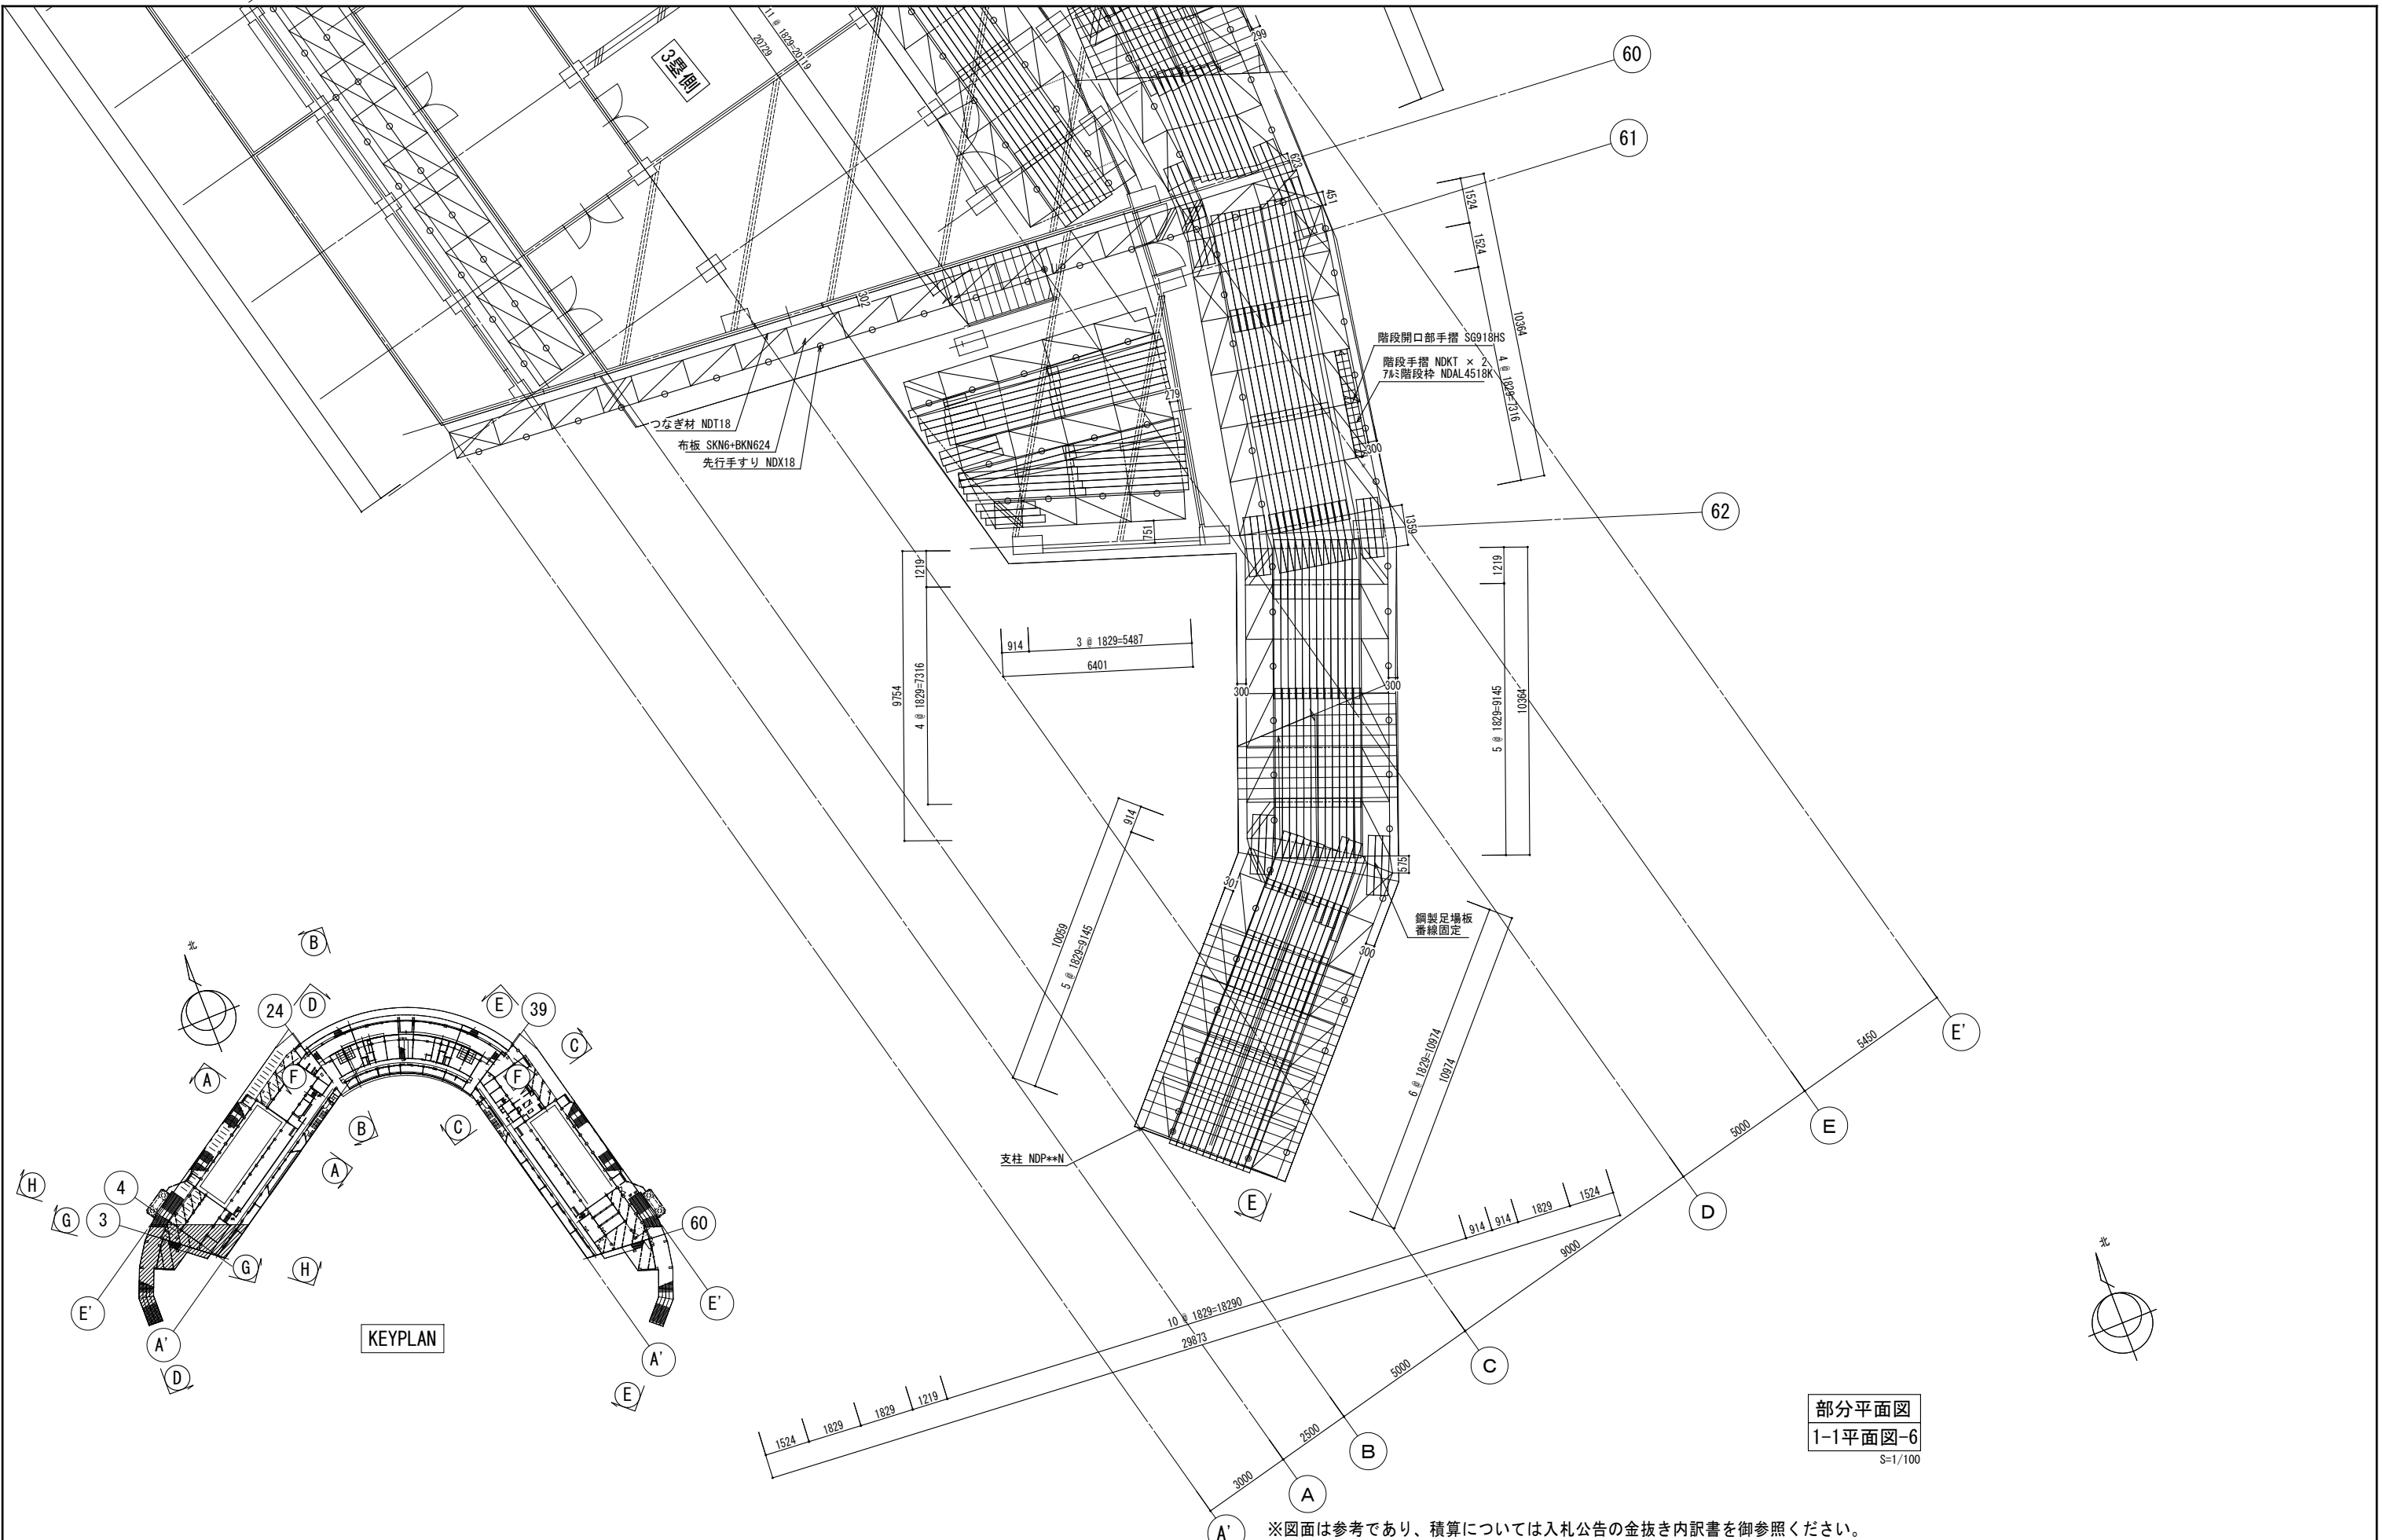 11 @ 1829=20119
20729
3塁側
299
60
61
623
451
1524
1524
10364
4 @ 1829=7316
302
階段開口部手摺 SG918HS
階段手摺 NDKT × 2
アルミ階段枠 NDAL4518K
279
つなぎ材 NDT18
布板 SKN6+BKN624
先行手すり NDX18
300
62
1359
751
1219
9754
4 @ 1829=7316
914
3 @ 1829=5487
6401
300
300
1219
5 @ 1829=9145
10364
914
10059
5 @ 1829=9145
301
575
鋼製足場板
番線固定
300
6 @ 1829=10974
10974
支柱 NDP**N
E
914
914
1829
1524
10 @ 1829=18290
29873
1524
1829
1829
1219
3000
2500
5000
9000
5000
5450
A'
A
B
C
D
E
E'
北
B
D
E
24
39
C
A
F
F
B
C
A
H
G
4
3
60
G
H
E'
E'
A'
A'
D
E
KEYPLAN
北
部分平面図
1-1平面図-6
S=1/100
※図面は参考であり、積算については入札公告の金抜き内訳書を御参照ください。